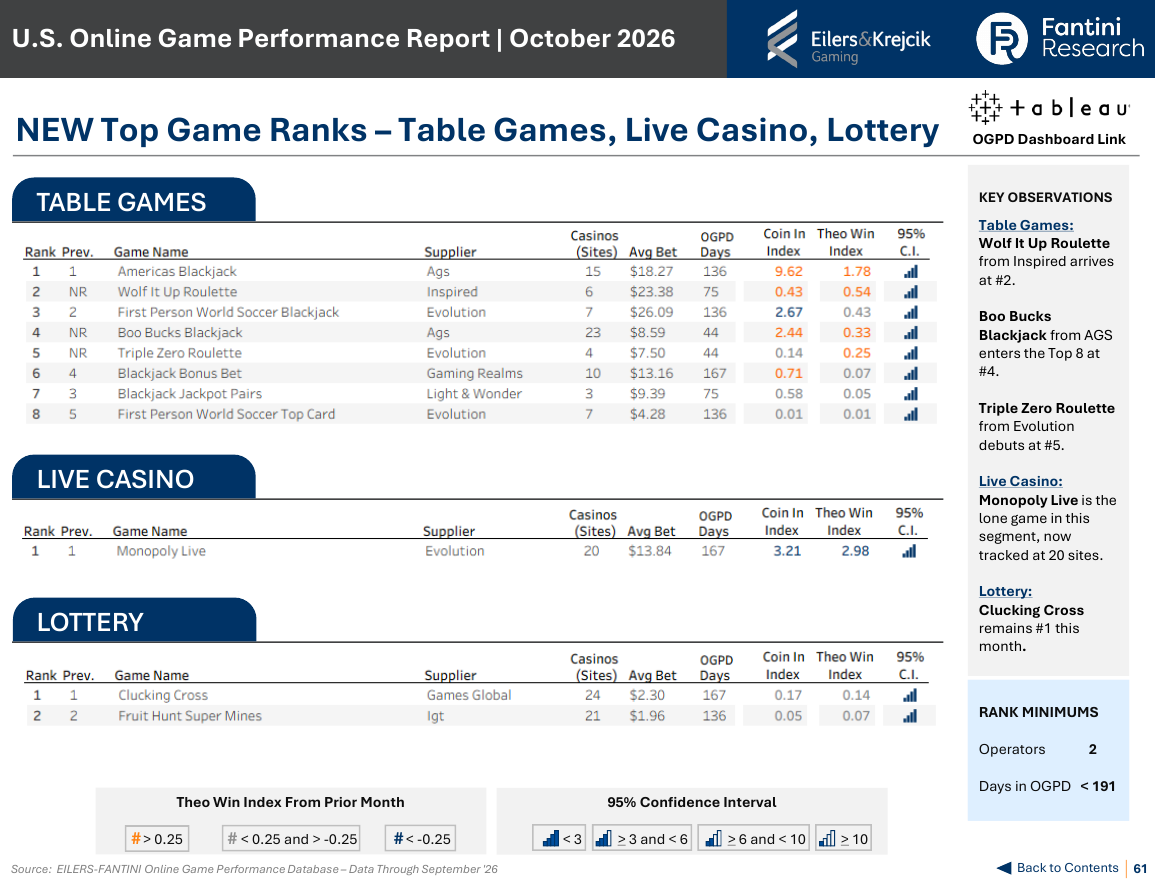 U.S. Online Game Performance Report | October 2026
Eilers&Krejcik
Gaming
Fantini
Research
NEW Top Game Ranks – Table Games, Live Casino, Lottery
+ableau
OGPD Dashboard Link
TABLE GAMES
Rank Prev. Game Name Supplier Casinos (Sites) Avg Bet OGPD Days Coin In Index Theo Win Index 95% C.I.
1 1 Americas Blackjack Ags 15 $18.27 136 9.62 1.78
2 NR Wolf It Up Roulette Inspired 6 $23.38 75 0.43 0.54
3 2 First Person World Soccer Blackjack Evolution 7 $26.09 136 2.67 0.43
4 NR Boo Bucks Blackjack Ags 23 $8.59 44 2.44 0.33
5 NR Triple Zero Roulette Evolution 4 $7.50 44 0.14 0.25
6 4 Blackjack Bonus Bet Gaming Realms 10 $13.16 167 0.71 0.07
7 3 Blackjack Jackpot Pairs Light & Wonder 3 $9.39 75 0.58 0.05
8 5 First Person World Soccer Top Card Evolution 7 $4.28 136 0.01 0.01
LIVE CASINO
Rank Prev. Game Name Supplier Casinos (Sites) Avg Bet OGPD Days Coin In Index Theo Win Index 95% C.I.
1 1 Monopoly Live Evolution 20 $13.84 167 3.21 2.98
LOTTERY
Rank Prev. Game Name Supplier Casinos (Sites) Avg Bet OGPD Days Coin In Index Theo Win Index 95% C.I.
1 1 Clucking Cross Games Global 24 $2.30 167 0.17 0.14
2 2 Fruit Hunt Super Mines Igt 21 $1.96 136 0.05 0.07
Theo Win Index From Prior Month
# > 0.25
# < 0.25 and > -0.25
# < -0.25
95% Confidence Interval
< 3
≥ 3 and < 6
≥ 6 and < 10
≥ 10
KEY OBSERVATIONS
Table Games:
Wolf It Up Roulette
from Inspired arrives
at #2.
Boo Bucks
Blackjack from AGS
enters the Top 8 at
#4.
Triple Zero Roulette
from Evolution
debuts at #5.
Live Casino:
Monopoly Live is the
lone game in this
segment, now
tracked at 20 sites.
Lottery:
Clucking Cross
remains #1 this
month.
RANK MINIMUMS
Operators 2
Days in OGPD < 191
Source: EILERS-FANTINI Online Game Performance Database – Data Through September '26
Back to Contents | 61